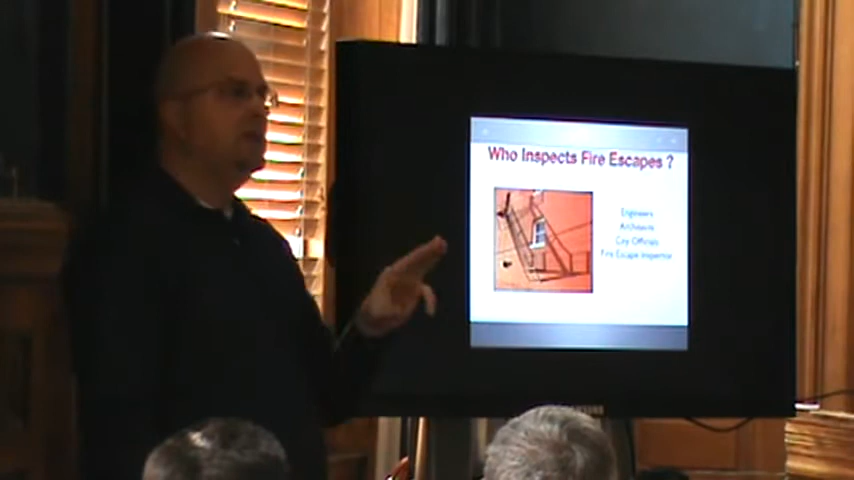 Who Inspects Fire Escapes ?
Engineers
Architects
City Officials
Fire Escape Inspector